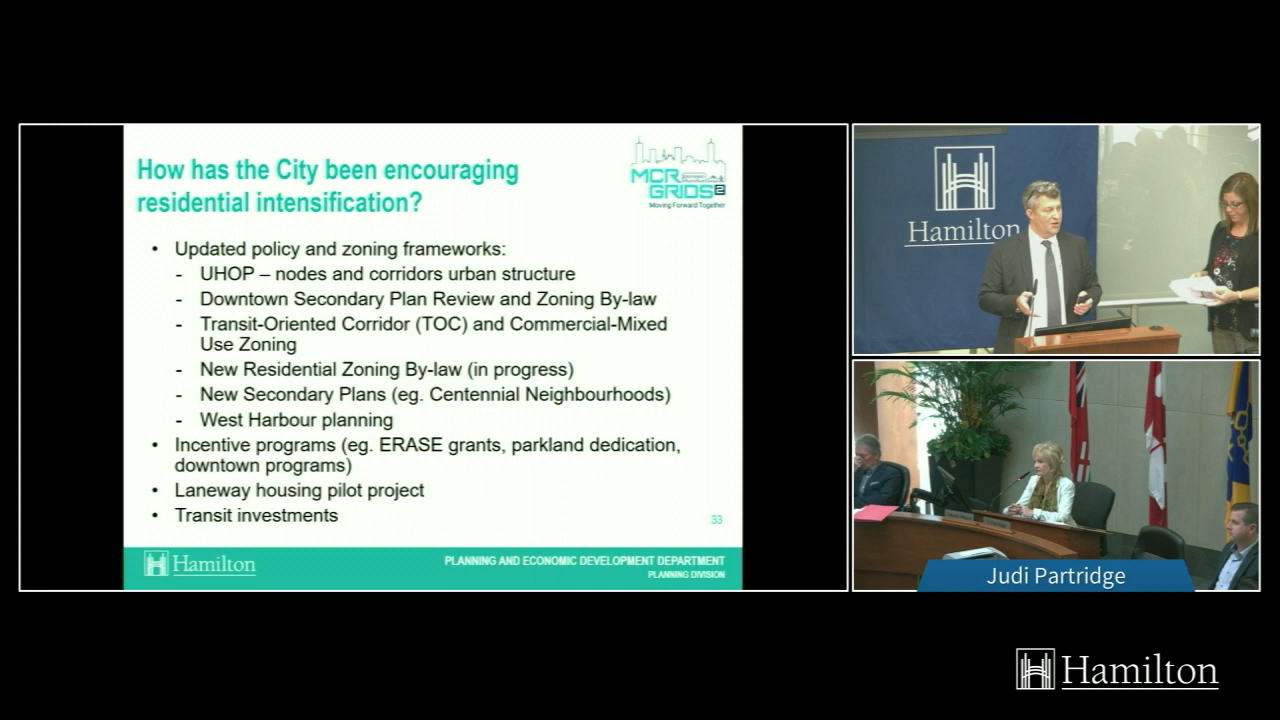 How has the City been encouraging
residential intensification?
MCR
GRIDS2
Moving Forward Together
• Updated policy and zoning frameworks:
- UHOP – nodes and corridors urban structure
- Downtown Secondary Plan Review and Zoning By-law
- Transit-Oriented Corridor (TOC) and Commercial-Mixed
Use Zoning
- New Residential Zoning By-law (in progress)
- New Secondary Plans (eg. Centennial Neighbourhoods)
- West Harbour planning
• Incentive programs (eg. ERASE grants, parkland dedication,
downtown programs)
• Laneway housing pilot project
• Transit investments
33
Hamilton
PLANNING AND ECONOMIC DEVELOPMENT DEPARTMENT
PLANNING DIVISION
Hamilton
Judi Partridge
Hamilton